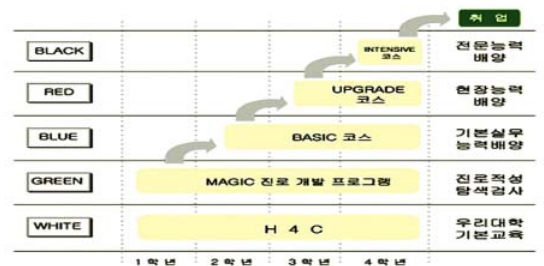 취 업
BLACK
INTENSIVE
코스
전문능력
배양
RED
UPGRADE
코스
현장능력
배양
BLUE
BASIC 코스
기본실무
능력배양
GREEN
MAGIC 진로 개발 프로그램
진로적성
탐색검사
WHITE
H 4 C
우리대학
기본교육
1학년 2학년 3학년 4학년